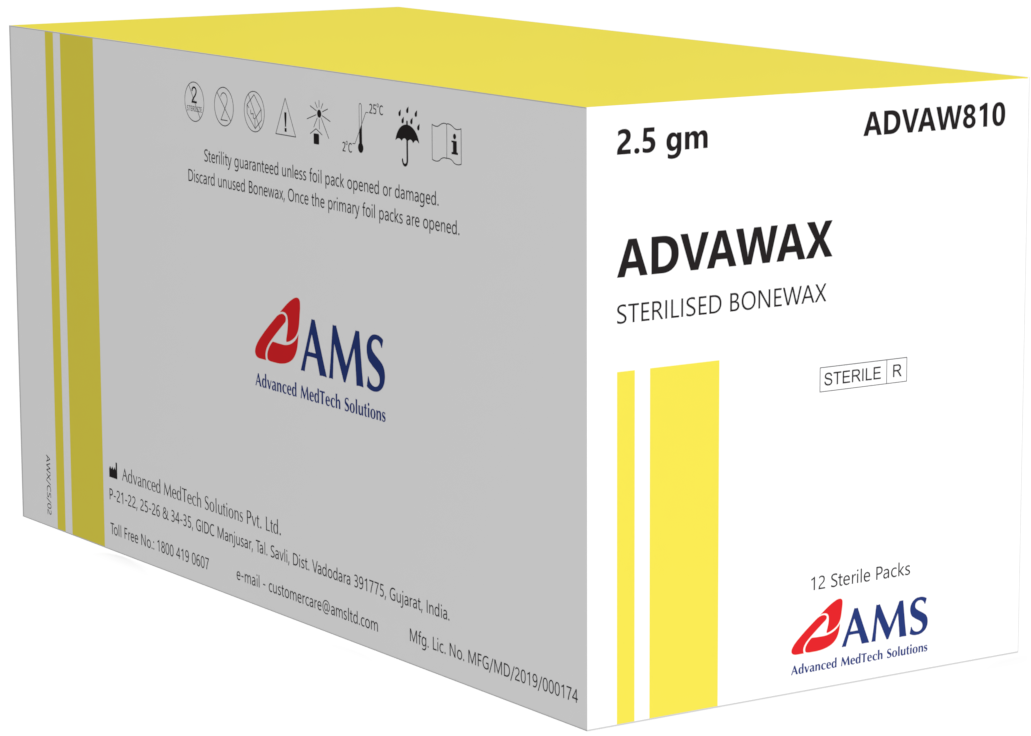 2
STERILIZE
25°C
2°C
i
Sterility guaranteed unless foil pack opened or damaged.
Discard unused Bonewax, Once the primary foil packs are opened.
AMS
Advanced MedTech Solutions
AWX/CS/02
Advanced MedTech Solutions Pvt. Ltd.
P-21-22, 25-26 & 34-35, GIDC Manjusar, Tal. Savli, Dist. Vadodara 391775, Gujarat, India.
Toll Free No.: 1800 419 0607
e-mail - customercare@amsltd.com
Mfg. Lic. No. MFG/MD/2019/000174
2.5 gm
ADVAW810
ADVAWAX
STERILISED BONEWAX
STERILE R
12 Sterile Packs
AMS
Advanced MedTech Solutions